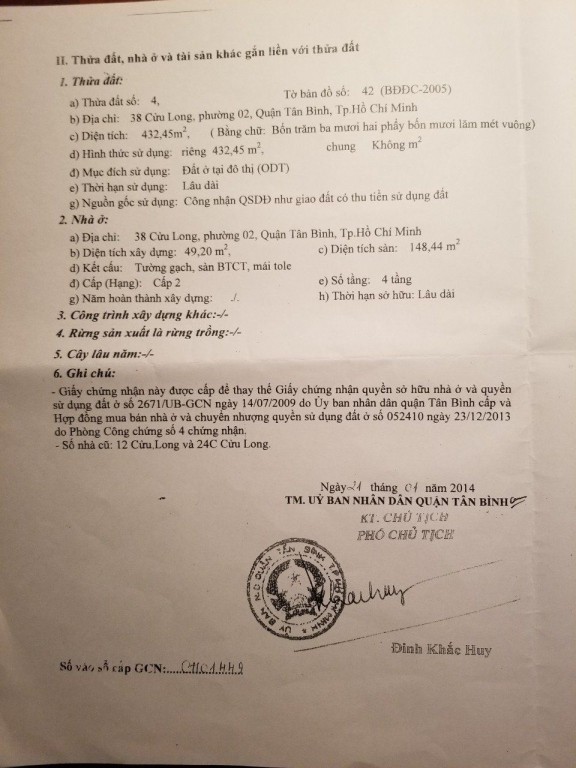 II. Thửa đất, nhà ở và tài sản khác gắn liền với thửa đất
1. Thửa đất:
a) Thửa đất số: 4, Tờ bản đồ số: 42 (BĐĐC-2005)
b) Địa chỉ: 38 Cửu Long, phường 02, Quận Tân Bình, Tp.Hồ Chí Minh
c) Diện tích: 432,45m², ( Bằng chữ: Bốn trăm ba mươi hai phẩy bốn mươi lăm mét vuông)
d) Hình thức sử dụng: riêng 432,45 m², chung Không m²
đ) Mục đích sử dụng: Đất ở tại đô thị (ODT)
e) Thời hạn sử dụng: Lâu dài
g) Nguồn gốc sử dụng: Công nhận QSDĐ như giao đất có thu tiền sử dụng đất
2. Nhà ở:
a) Địa chỉ: 38 Cửu Long, phường 02, Quận Tân Bình, Tp.Hồ Chí Minh
b) Diện tích xây dựng: 49,20 m², c) Diện tích sàn: 148,44 m²
d) Kết cấu: Tường gạch, sàn BTCT, mái tole
đ) Cấp (Hạng): Cấp 2 e) Số tầng: 4 tầng
g) Năm hoàn thành xây dựng: ./. h) Thời hạn sở hữu: Lâu dài
3. Công trình xây dựng khác:-/-
4. Rừng sản xuất là rừng trồng:-/-
5. Cây lâu năm:-/-
6. Ghi chú:
- Giấy chứng nhận này được cấp để thay thế Giấy chứng nhận quyền sở hữu nhà ở và quyền
sử dụng đất ở số 2671/UB-GCN ngày 14/07/2009 do Ủy ban nhân dân quận Tân Bình cấp và
Hợp đồng mua bán nhà ở và chuyển nhượng quyền sử dụng đất ở số 052410 ngày 23/12/2013
do Phòng Công chứng số 4 chứng nhận.
- Số nhà cũ: 12 Cửu Long và 24C Cửu Long.
Ngày 21 tháng 01 năm 2014
TM. UỶ BAN NHÂN DÂN QUẬN TÂN BÌNH
KT. CHỦ TỊCH
PHÓ CHỦ TỊCH
ỦY BAN N.D QUẬN TÂN BÌNH T.P HỒ CHÍ MINH
Đinh Khắc Huy
Số vào sổ cấp GCN: